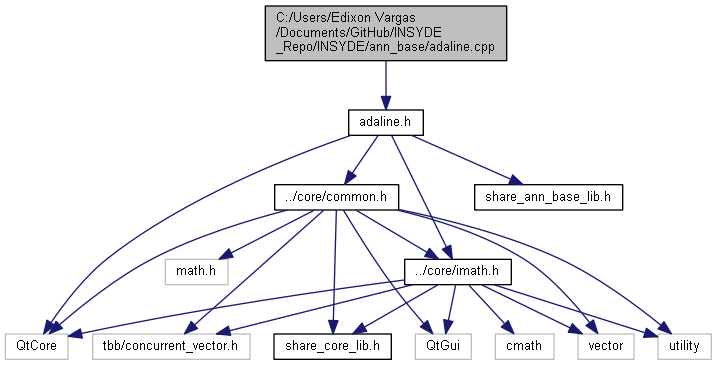 C:/Users/Edixon Vargas
/Documents/GitHub/INSYDE
_Repo/INSYDE/ann_base/adaline.cpp
adaline.h
../core/common.h
share_ann_base_lib.h
math.h
../core/imath.h
QtCore
tbb/concurrent_vector.h
share_core_lib.h
QtGui
cmath
vector
utility